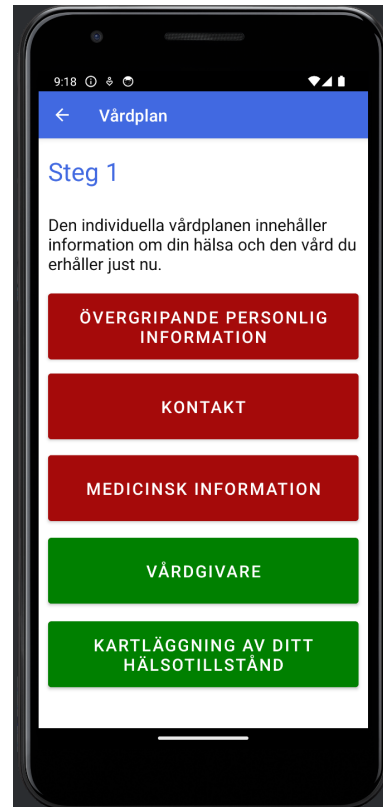 9:18
Vårdplan
Steg 1
Den individuella vårdplanen innehåller
information om din hälsa och den vård du
erhåller just nu.
ÖVERGRIPANDE PERSONLIG
INFORMATION
KONTAKT
MEDICINSK INFORMATION
VÅRDGIVARE
KARTLÄGGNING AV DITT
HÄLSOTILLSTÅND